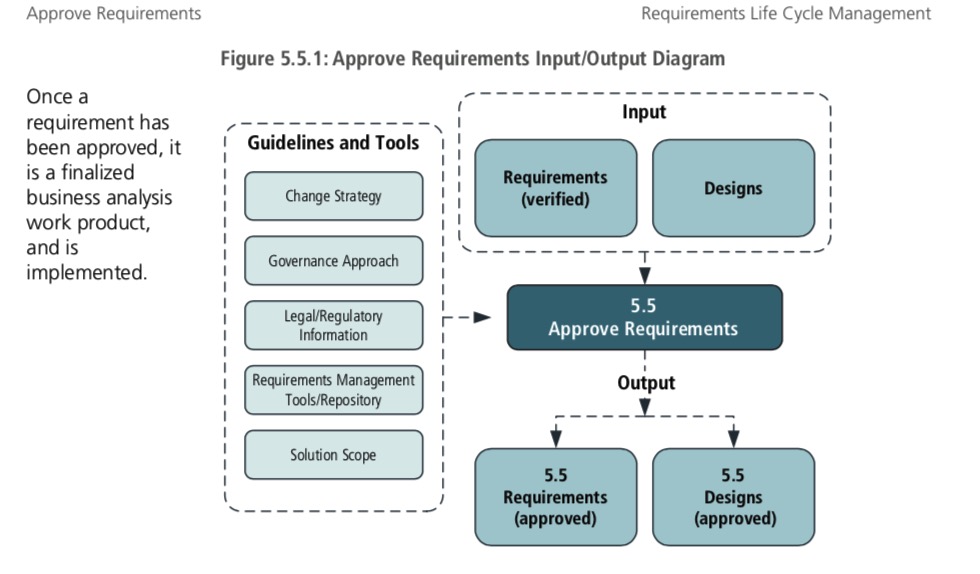 Approve Requirements
Requirements Life Cycle Management
Figure 5.5.1: Approve Requirements Input/Output Diagram
Once a
requirement has
been approved, it
is a finalized
business analysis
work product,
and is
implemented.
Guidelines and Tools
Change Strategy
Governance Approach
Legal/Regulatory
Information
Requirements Management
Tools/Repository
Solution Scope
Input
Requirements
(verified)
Designs
5.5
Approve Requirements
Output
5.5
Requirements
(approved)
5.5
Designs
(approved)